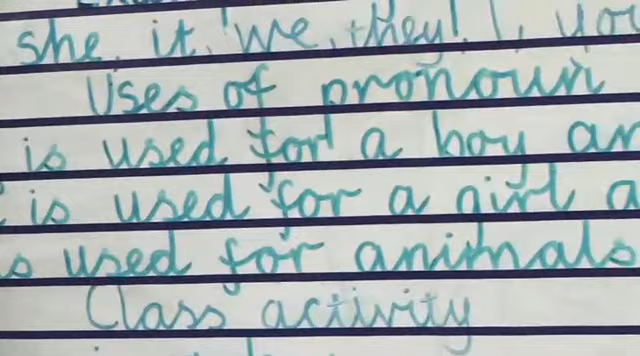 she, it, we, they, I, you
Uses of pronoun
is used for a boy an
is used for a girl a
s used for animals
Class activity